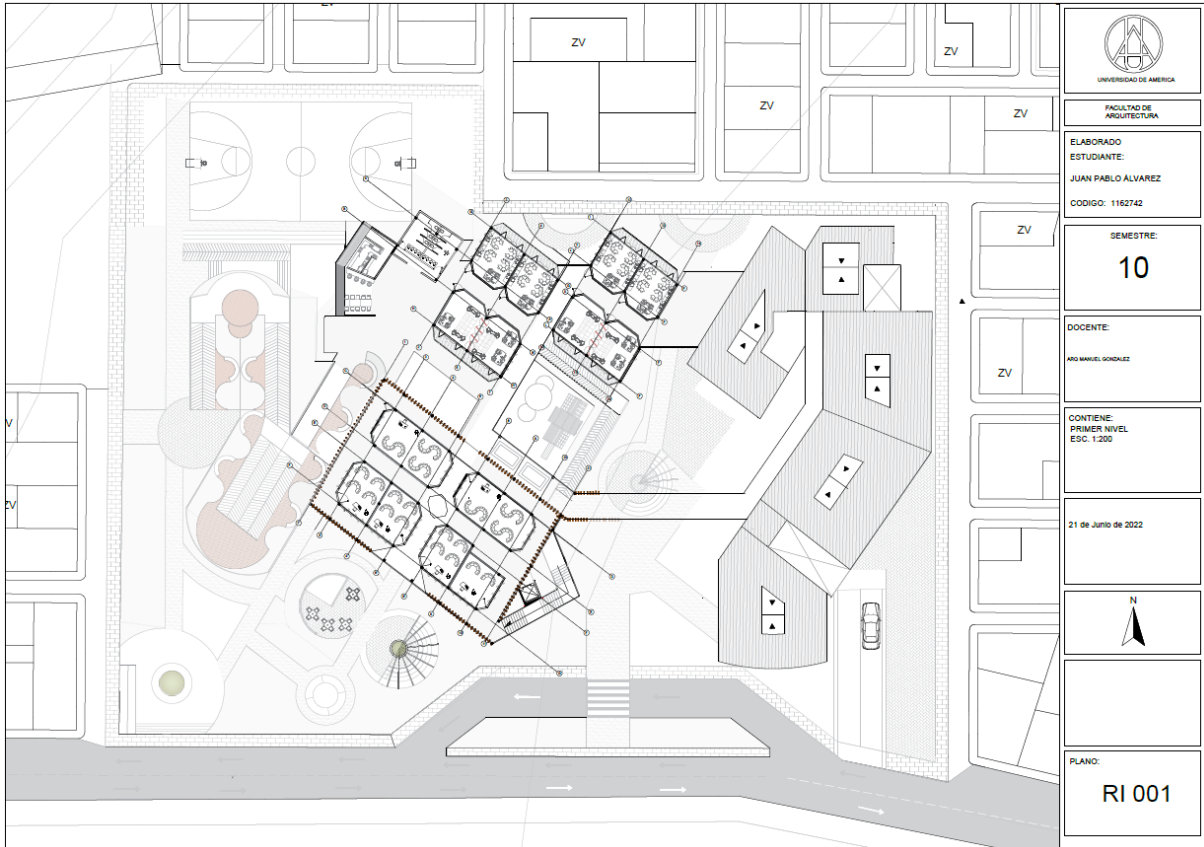 ZV
ZV
ZV
ZV
ZV
ZV
ZV
ZV
UNIVERSIDAD DE AMERICA
FACULTAD DE
ARQUITECTURA
ELABORADO
ESTUDIANTE:
JUAN PABLO ALVAREZ
CODIGO: 1162742
SEMESTRE:
10
DOCENTE:
ARQ MANUEL GONZALEZ
CONTIENE:
PRIMER NIVEL
ESC. 1:200
21 de Junio de 2022
N
PLANO:
RI 001